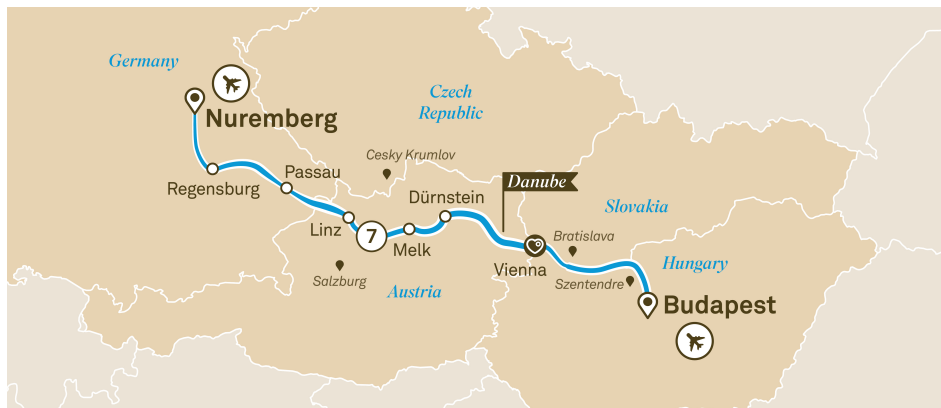 Germany
Nuremberg
Czech
Republic
Regensburg
Passau
Cesky Krumlov
Linz
7
Melk
Dürnstein
Danube
Salzburg
Austria
Vienna
Slovakia
Bratislava
Szentendre
Hungary
Budapest